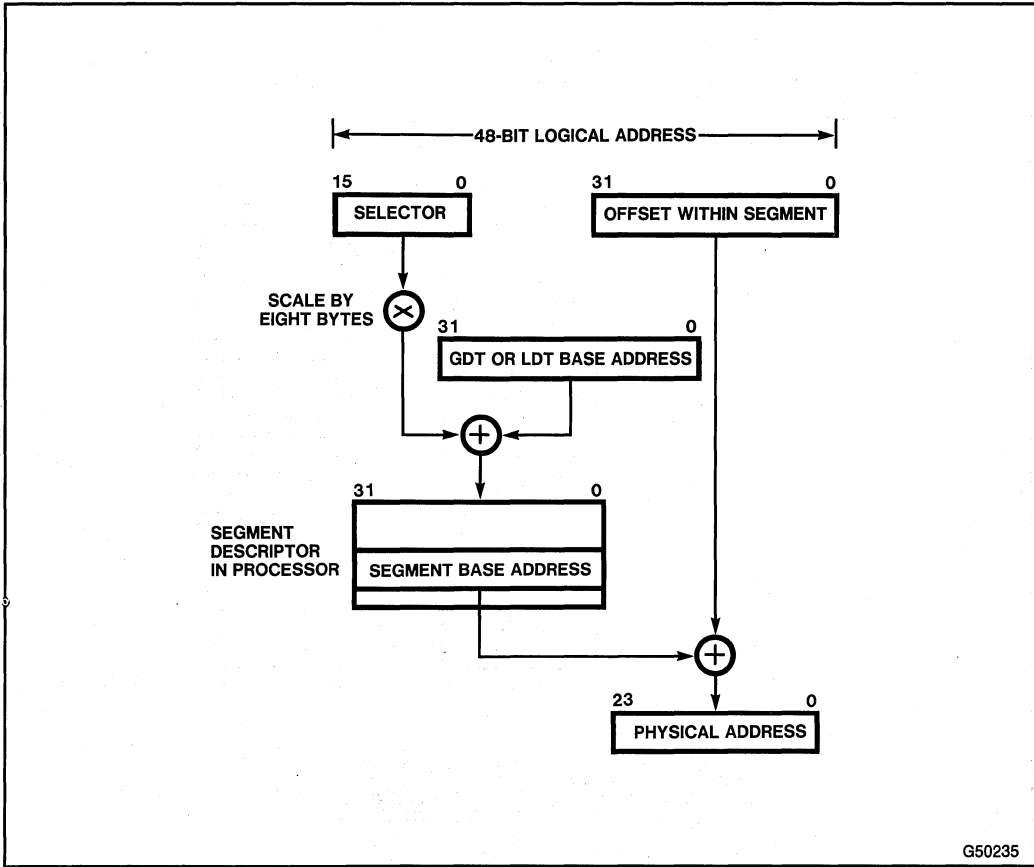 48-BIT LOGICAL ADDRESS
15 0
31 0
SELECTOR
OFFSET WITHIN SEGMENT
SCALE BY
EIGHT BYTES
31 0
GDT OR LDT BASE ADDRESS
31 0
SEGMENT
DESCRIPTOR
IN PROCESSOR
SEGMENT BASE ADDRESS
23 0
PHYSICAL ADDRESS
G50235